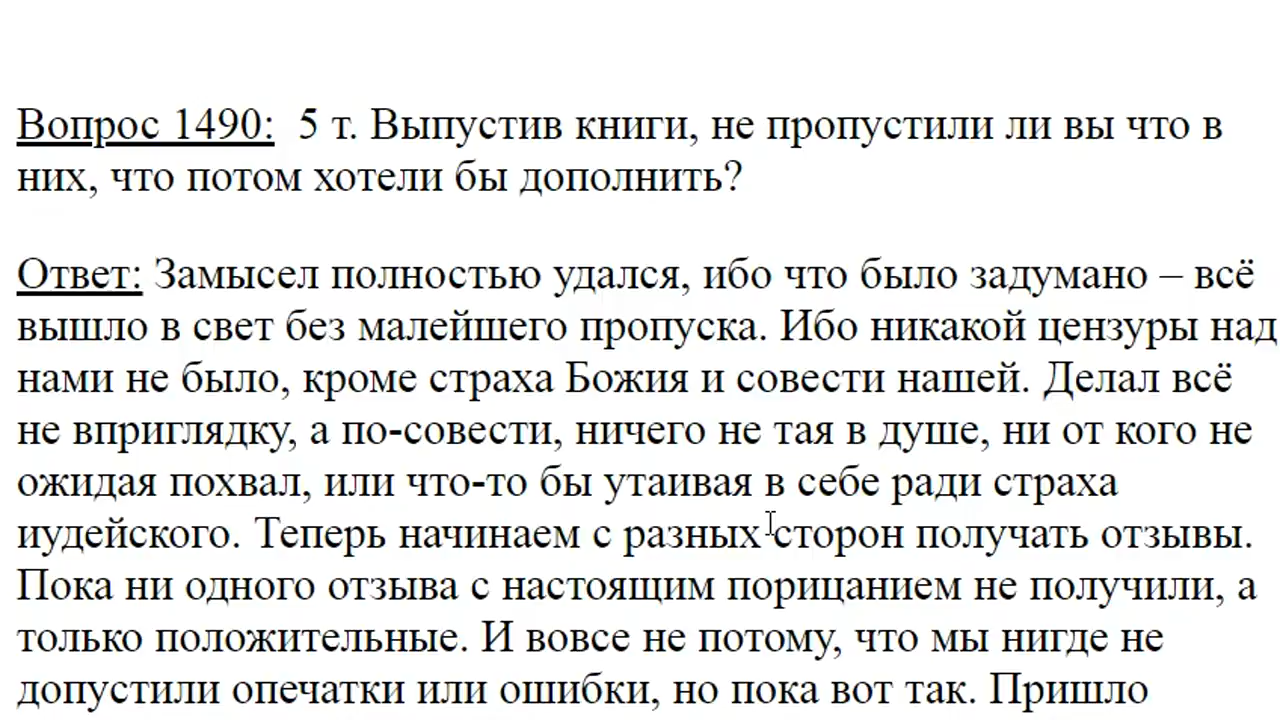 Вопрос 1490:  5 т. Выпустив книги, не пропустили ли вы что в
них, что потом хотели бы дополнить?
Ответ: Замысел полностью удался, ибо что было задумано – всё
вышло в свет без малейшего пропуска. Ибо никакой цензуры над
нами не было, кроме страха Божия и совести нашей. Делал всё
не вприглядку, а по-совести, ничего не тая в душе, ни от кого не
ожидая похвал, или что-то бы утаивая в себе ради страха
иудейского. Теперь начинаем с разных сторон получать отзывы.
Пока ни одного отзыва с настоящим порицанием не получили, а
только положительные. И вовсе не потому, что мы нигде не
допустили опечатки или ошибки, но пока вот так. Пришло